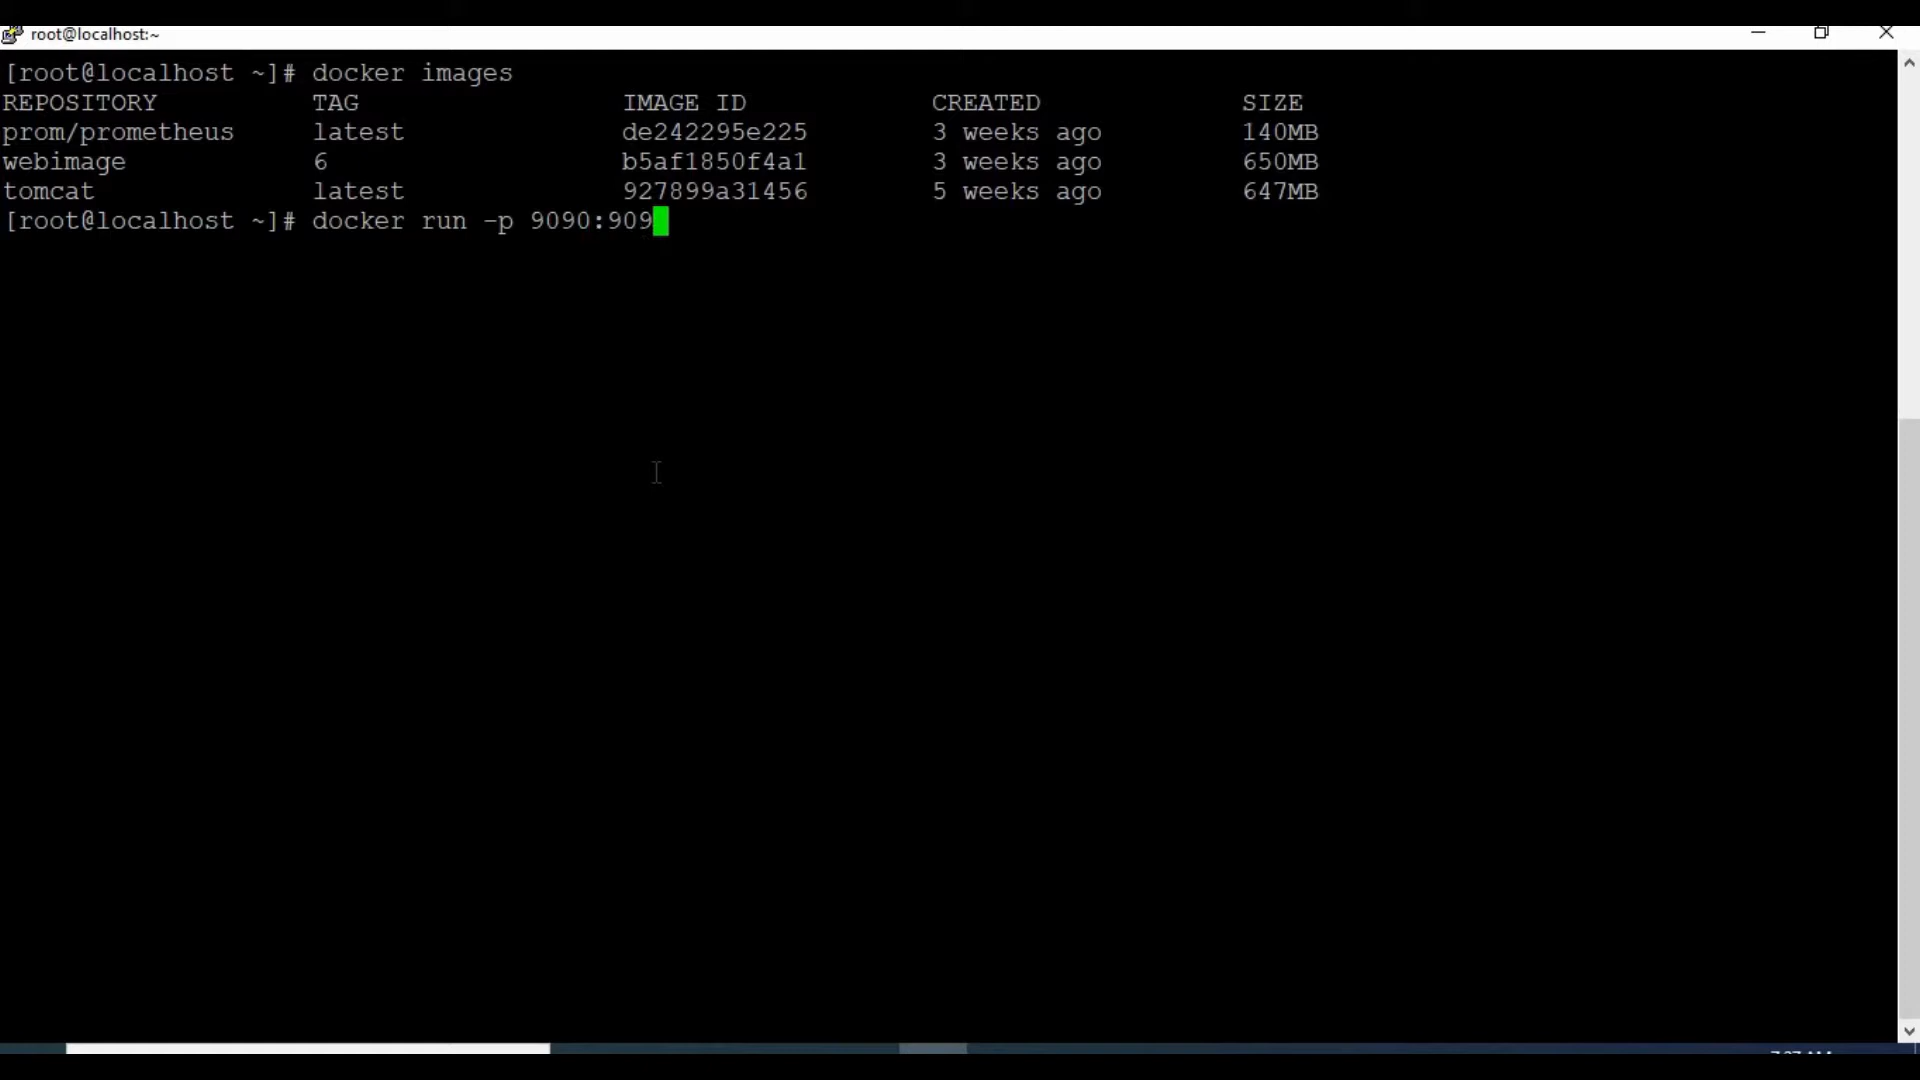 root@localhost:~
[root@localhost ~]# docker images
REPOSITORY TAG IMAGE ID CREATED SIZE
prom/prometheus latest de242295e225 3 weeks ago 140MB
webimage 6 b5af1850f4a1 3 weeks ago 650MB
tomcat latest 927899a31456 5 weeks ago 647MB
[root@localhost ~]# docker run -p 9090:909